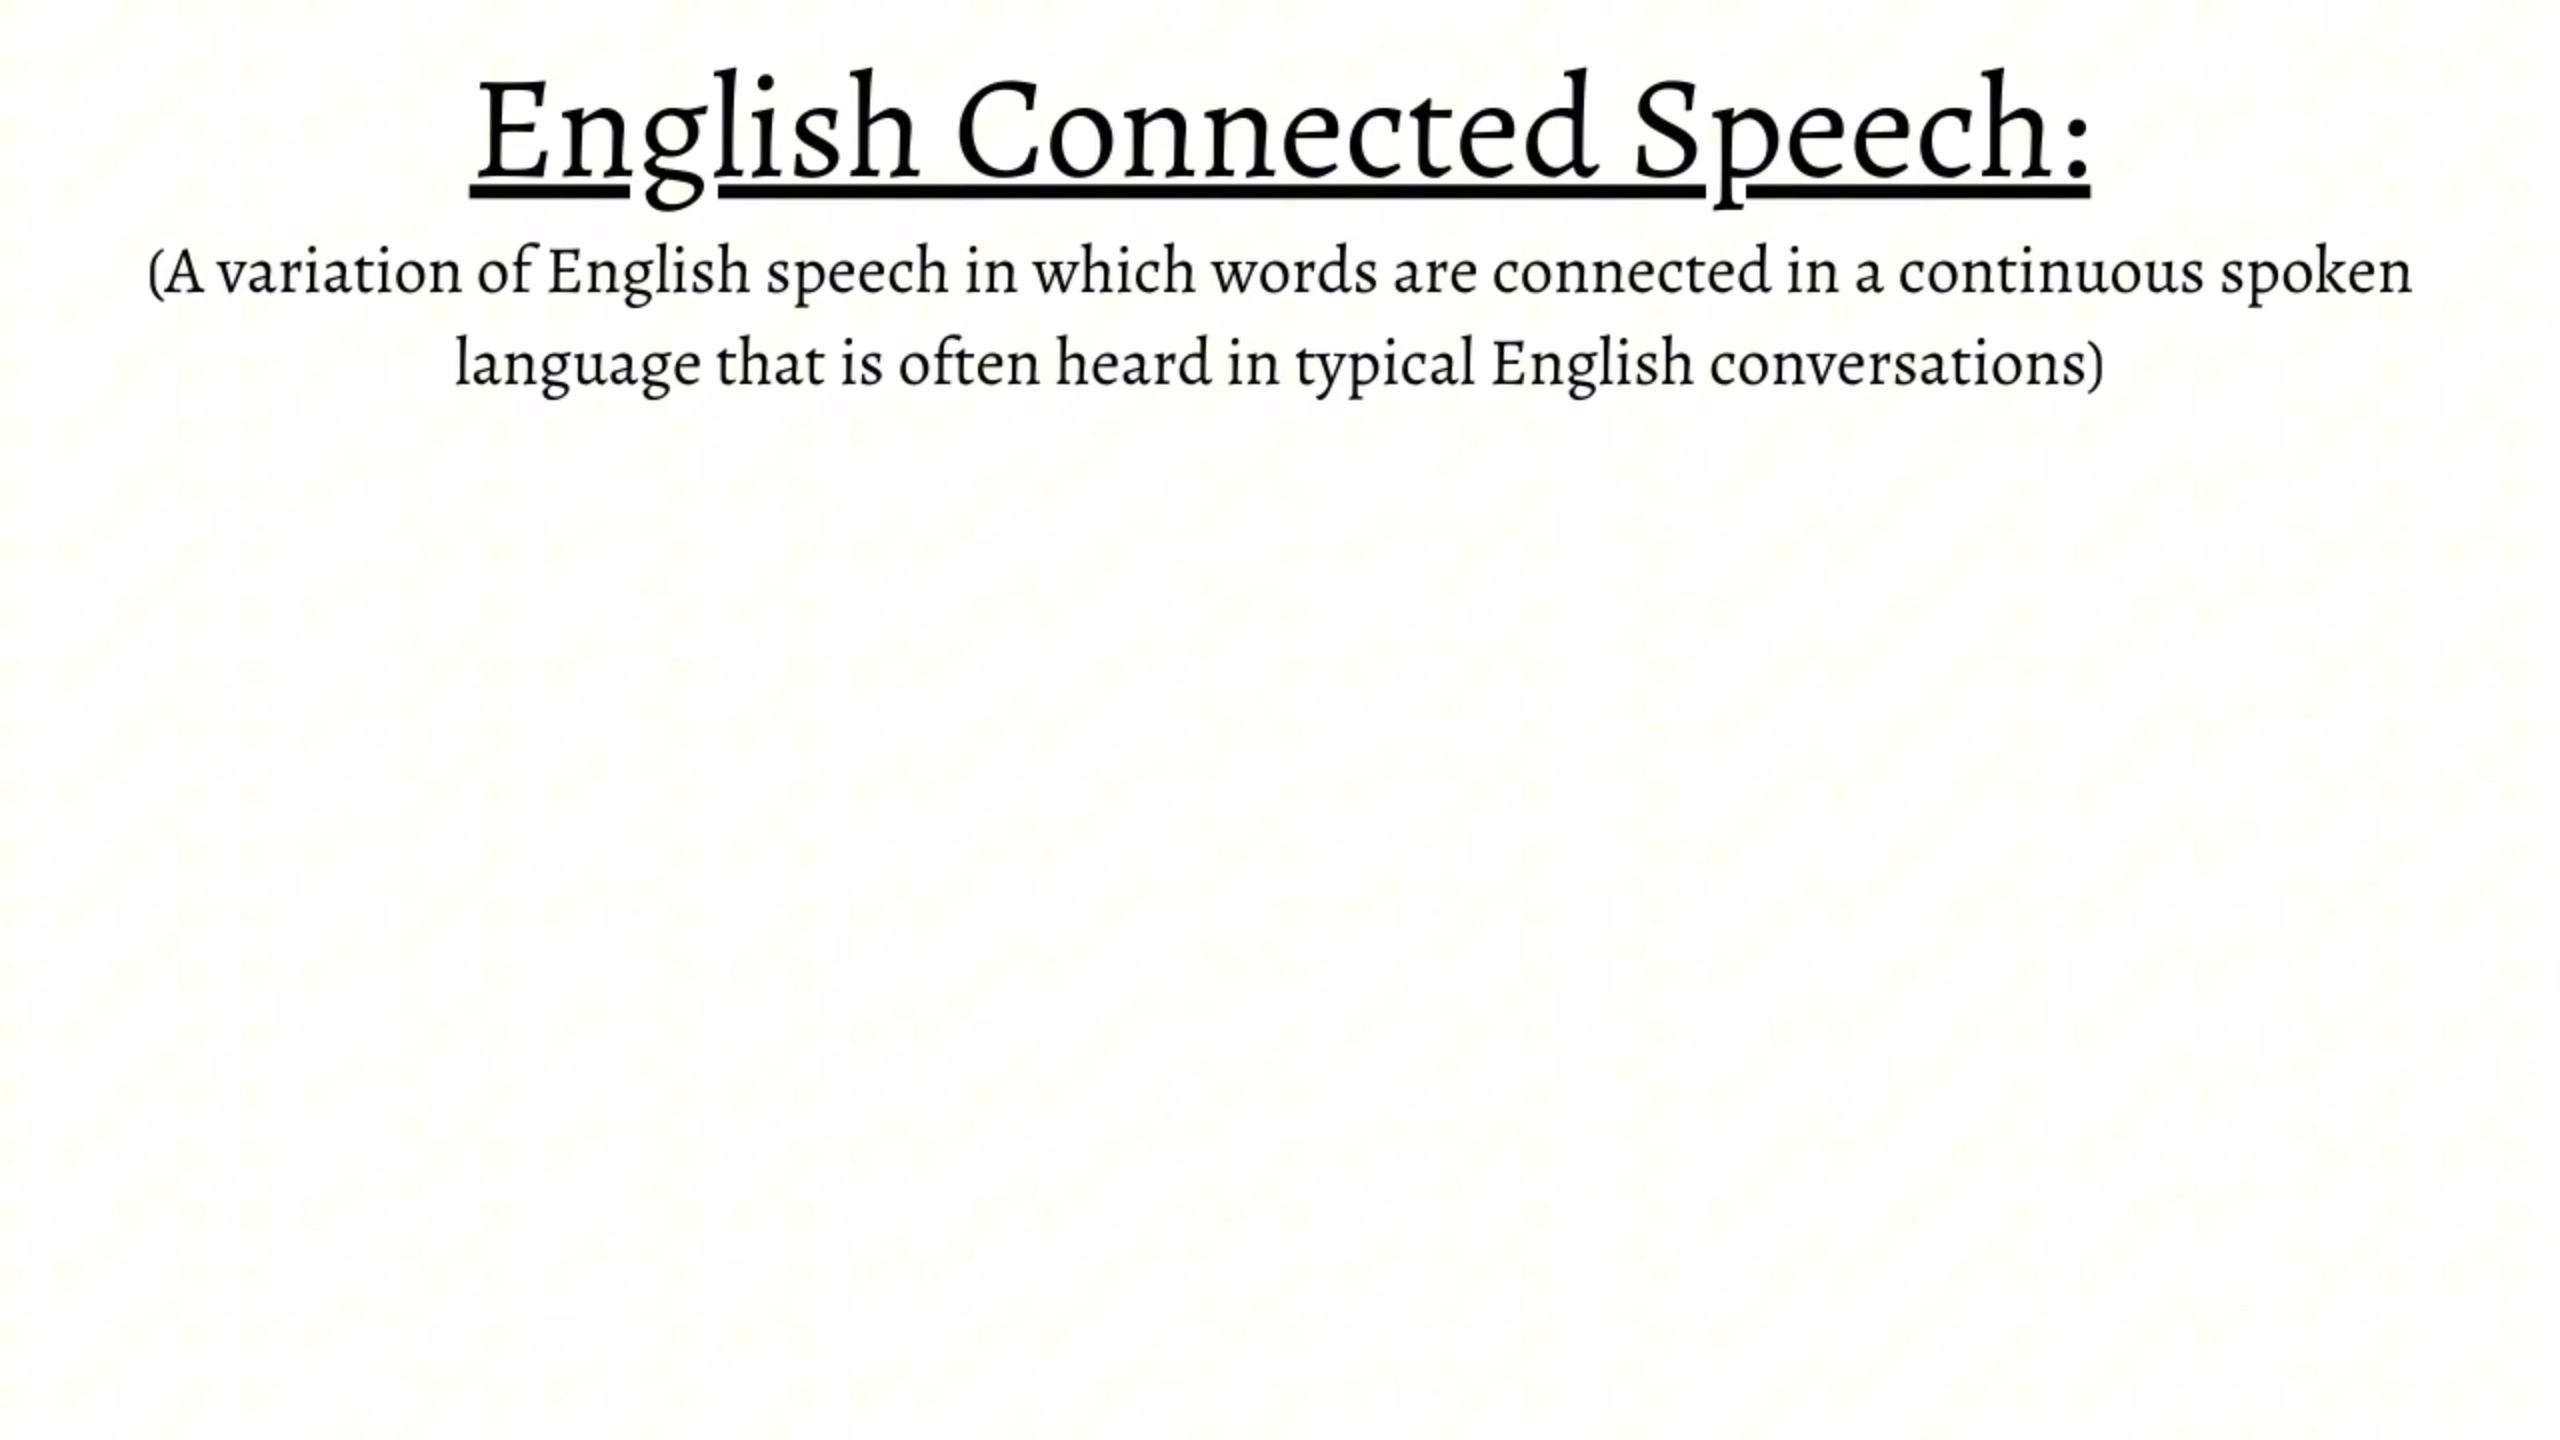 English Connected Speech:
(A variation of English speech in which words are connected in a continuous spoken
language that is often heard in typical English conversations)